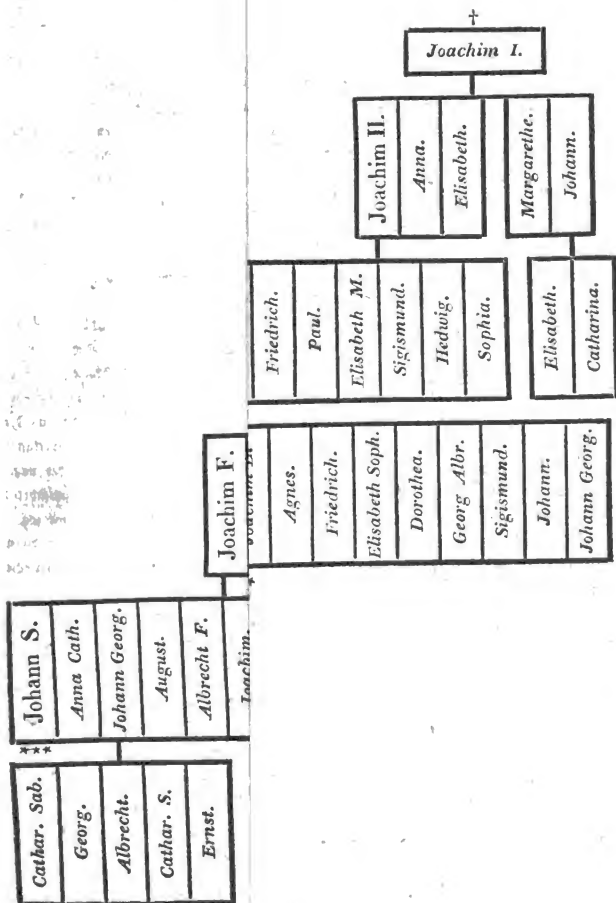 †
Joachim I.
Joachim II.
Anna.
Elisabeth.
Margarethe.
Johann.
Friedrich.
Paul.
Elisabeth M.
Sigismund.
Hedwig.
Sophia.
Elisabeth.
Catharina.
Joachim F.
Agnes.
Friedrich.
Elisabeth Soph.
Dorothea.
Georg Albr.
Sigismund.
Johann.
Johann Georg.
Johann S.
Anna Cath.
Johann Georg.
August.
Albrecht F.
Joachim.
***
Cathar. Sab.
Georg.
Albrecht.
Cathar. S.
Ernst.